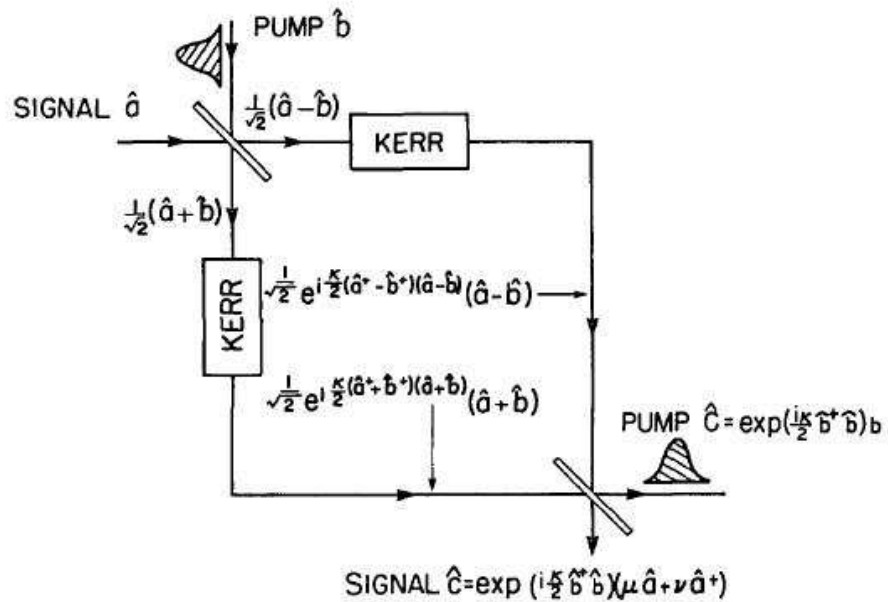 PUMP b̂
SIGNAL â
1/√2 (â-b̂)
KERR
1/√2 (â+b̂)
KERR
1/√2 e^{i κ/2 (â⁺-b̂⁺)(â-b̂)} (â-b̂)
1/√2 e^{i κ/2 (â⁺+b̂⁺)(â+b̂)} (â+b̂)
PUMP Ĉ=exp(iκ/2 b̂⁺b̂)b
SIGNAL ĉ=exp(iκ/2 b̂⁺b̂)(μâ+νâ⁺)